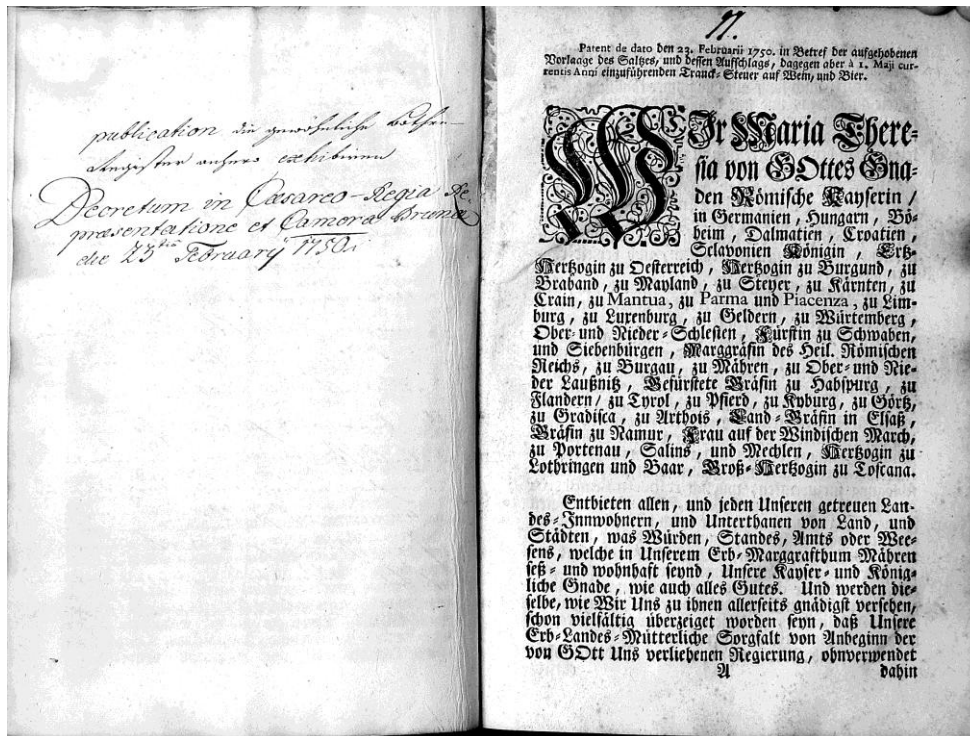 publication die gewöhnliche
Register anhero exhibiren
Decretum in Cæsareo-Regia Re
præsentatione et Camera Brunæ
die 23tia February 1750.
Patent de dato den 23. Februarii 1750. in Betref der aufgehobenen
Vorlaage des Saltzes, und dessen Aufschlags, dagegen aber à 1. Maji cur-
rentis Anni einzuführenden Tranck-Steuer auf Wein, und Bier.
WJr Maria There-
sia von GOttes Gna-
den Römische Kayserin /
in Germanien, Hungarn, Bö-
heim, Dalmatien, Croatien,
Sclavonien Königin, Ertz-
Hertzogin zu Oesterreich, Hertzogin zu Burgund, zu
Braband, zu Mayland, zu Steyer, zu Kärnten, zu
Crain, zu Mantua, zu Parma und Piacenza, zu Lim-
burg, zu Luxenburg, zu Geldern, zu Würtemberg,
Ober- und Nieder-Schlesien, Fürstin zu Schwaben,
und Siebenbürgen, Marggräfin des Heil. Römischen
Reichs, zu Burgau, zu Mähren, zu Ober- und Nie-
der Laußnitz, Gefürstete Gräfin zu Habspurg, zu
Flandern / zu Tyrol, zu Pfierd, zu Kyburg, zu Görtz,
zu Gradisca, zu Arthois, Land-Gräfin in Elsaß,
Gräfin zu Namur, Frau auf der Windischen March,
zu Portenau, Salins, und Mechlen, Hertzogin zu
Lothringen und Baar, Groß-Hertzogin zu Toscana.
Entbieten allen, und jeden Unseren getreuen Lan-
des-Innwohnern, und Unterthanen von Land, und
Städten, was Würden, Standes, Amts oder Wee-
sens, welche in Unserem Erb-Marggrafthum Mähren
seß- und wohnhaft seynd, Unsere Kayser- und König-
liche Gnade, wie auch alles Gutes. Und werden die-
selbe, wie Wir Uns zu ihnen allerseits gnädigst versehen,
schon vielfältig überzeiget worden seyn, daß Unsere
Erb-Landes-Mütterliche Sorgfalt von Anbeginn der
von GOtt Uns verliehenen Regierung, ohnverwendet
A dahin